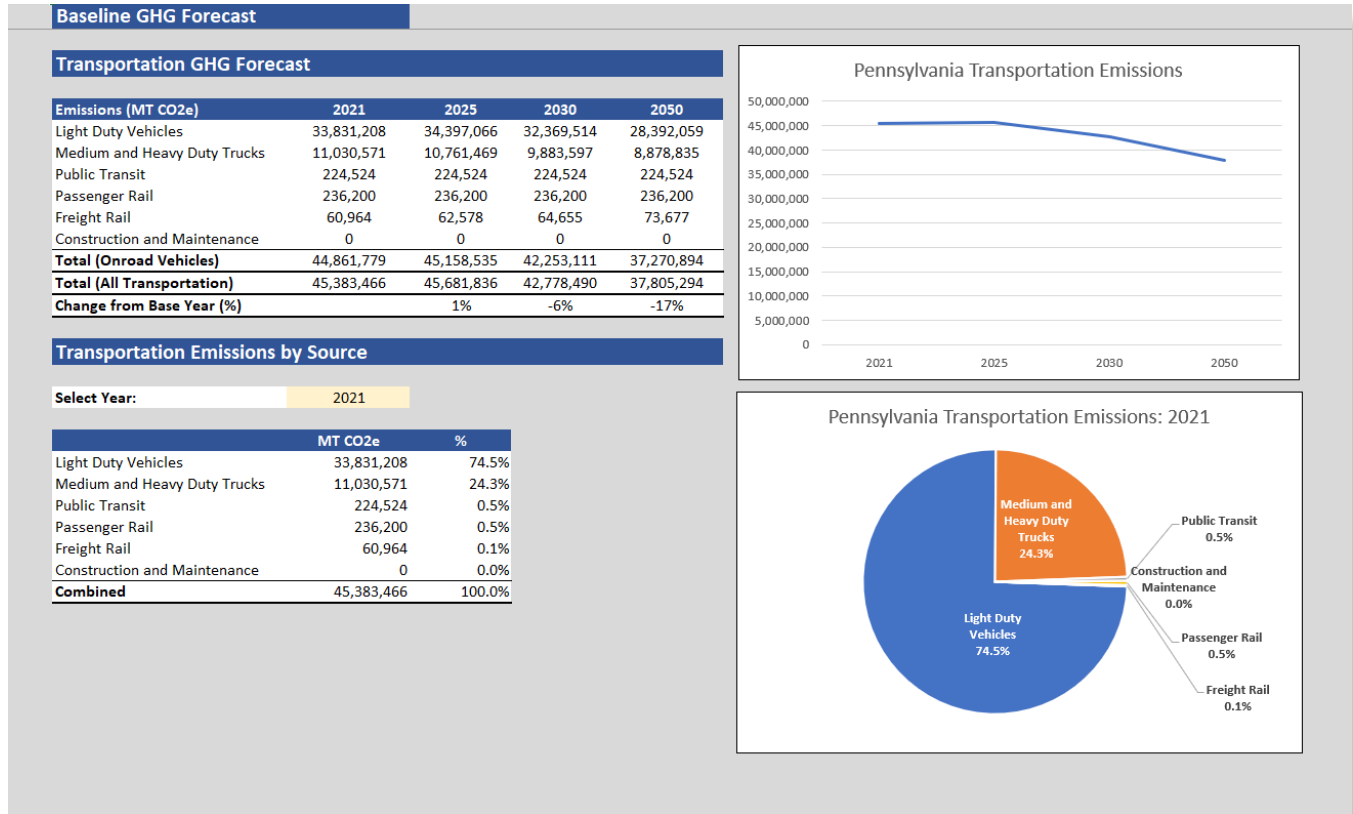 Baseline GHG Forecast
Transportation GHG Forecast
Emissions (MT CO2e) 2021 2025 2030 2050
Light Duty Vehicles 33,831,208 34,397,066 32,369,514 28,392,059
Medium and Heavy Duty Trucks 11,030,571 10,761,469 9,883,597 8,878,835
Public Transit 224,524 224,524 224,524 224,524
Passenger Rail 236,200 236,200 236,200 236,200
Freight Rail 60,964 62,578 64,655 73,677
Construction and Maintenance 0 0 0 0
Total (Onroad Vehicles) 44,861,779 45,158,535 42,253,111 37,270,894
Total (All Transportation) 45,383,466 45,681,836 42,778,490 37,805,294
Change from Base Year (%) 1% -6% -17%
Transportation Emissions by Source
Select Year: 2021
MT CO2e %
Light Duty Vehicles 33,831,208 74.5%
Medium and Heavy Duty Trucks 11,030,571 24.3%
Public Transit 224,524 0.5%
Passenger Rail 236,200 0.5%
Freight Rail 60,964 0.1%
Construction and Maintenance 0 0.0%
Combined 45,383,466 100.0%
Pennsylvania Transportation Emissions
50,000,000
45,000,000
40,000,000
35,000,000
30,000,000
25,000,000
20,000,000
15,000,000
10,000,000
5,000,000
0
2021 2025 2030 2050
Pennsylvania Transportation Emissions: 2021
Medium and
Heavy Duty
Trucks
24.3%
Public Transit
0.5%
Construction and
Maintenance
0.0%
Light Duty
Vehicles
74.5%
Passenger Rail
0.5%
Freight Rail
0.1%